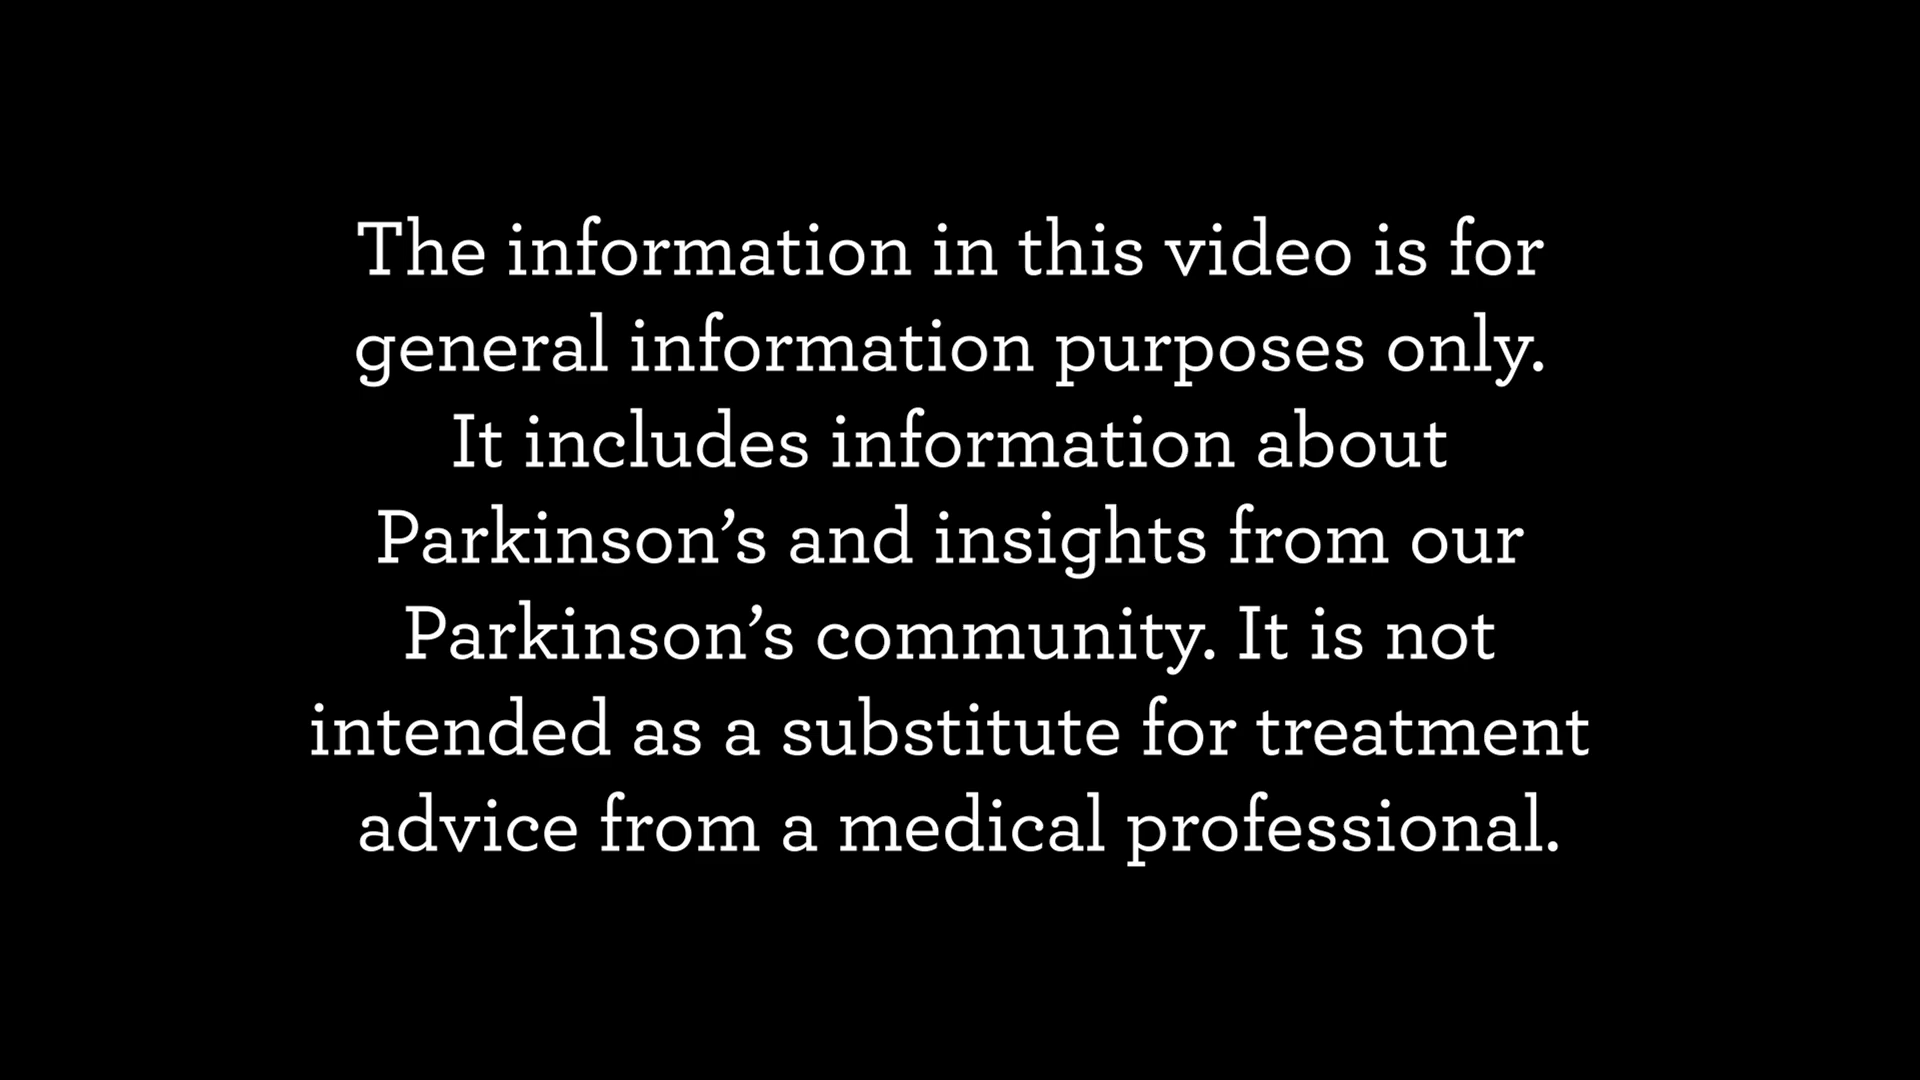 The information in this video is for
general information purposes only.
It includes information about
Parkinson’s and insights from our
Parkinson’s community. It is not
intended as a substitute for treatment
advice from a medical professional.